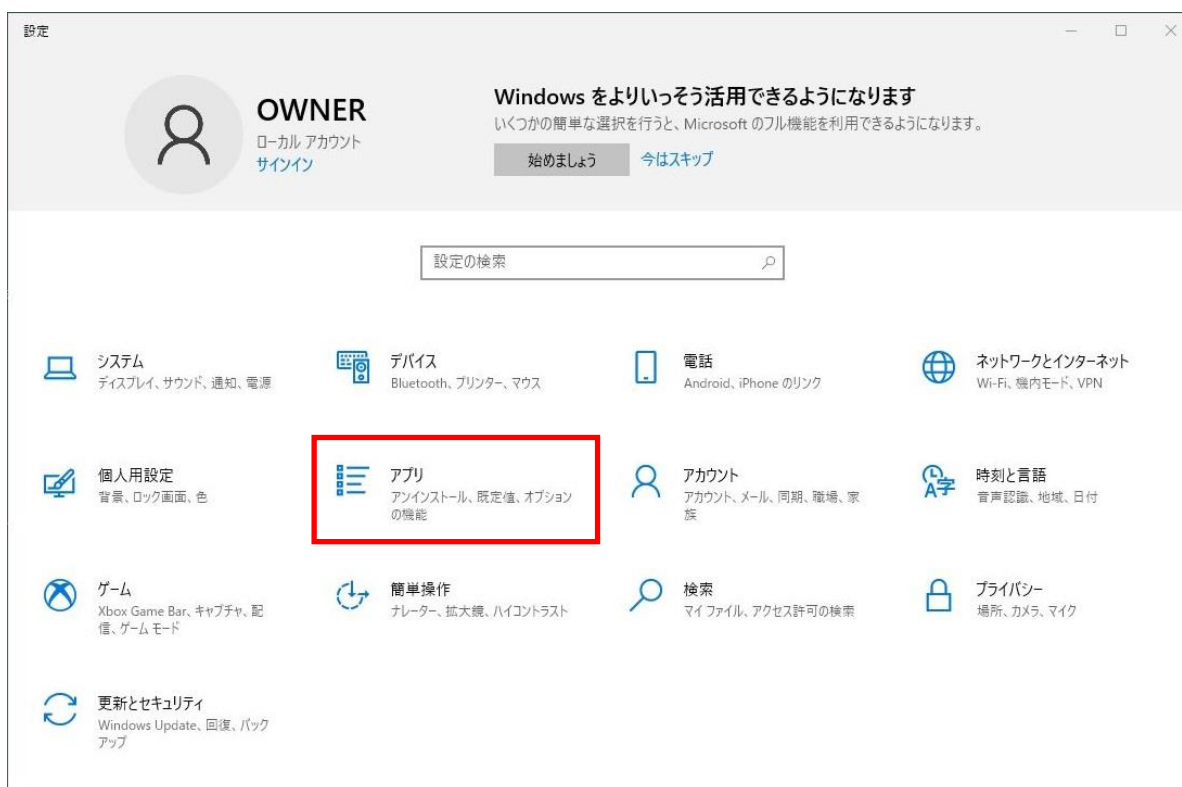 設定
OWNER
ローカル アカウント
サインイン
Windows をよりいっそう活用できるようになります
いくつかの簡単な選択を行うと、Microsoft のフル機能を利用できるようになります。
始めましょう
今はスキップ
設定の検索
システム
ディスプレイ、サウンド、通知、電源
デバイス
Bluetooth、プリンター、マウス
電話
Android、iPhone のリンク
ネットワークとインターネット
Wi-Fi、機内モード、VPN
個人用設定
背景、ロック画面、色
アプリ
アンインストール、既定値、オプション
の機能
アカウント
アカウント、メール、同期、職場、家
族
時刻と言語
音声認識、地域、日付
ゲーム
Xbox Game Bar、キャプチャ、配
信、ゲーム モード
簡単操作
ナレーター、拡大鏡、ハイコントラスト
検索
マイ ファイル、アクセス許可の検索
プライバシー
場所、カメラ、マイク
更新とセキュリティ
Windows Update、回復、バック
アップ